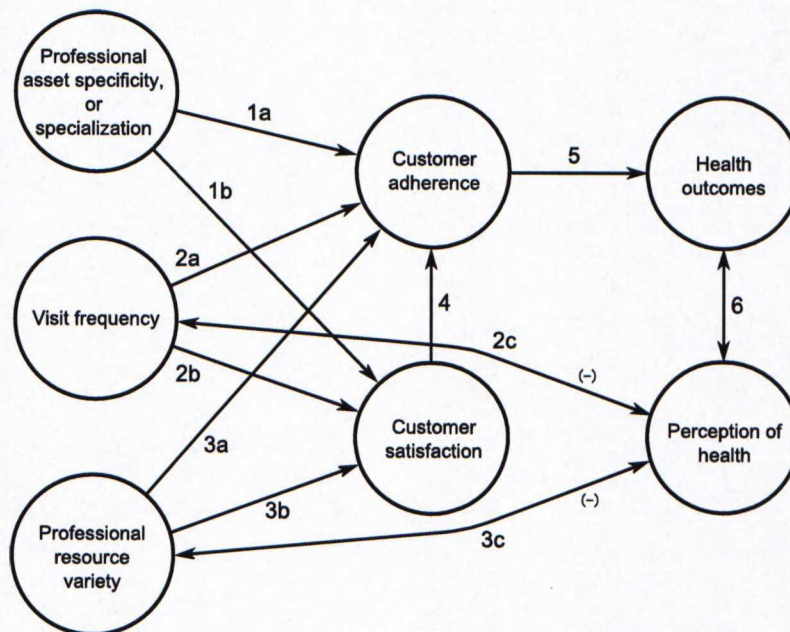 Professional
asset specificity,
or
specialization
1a
Customer
adherence
5
Health
outcomes
1b
2a
Visit frequency
4
6
2c
2b
(–)
3a
Customer
satisfaction
Perception of
health
3b
(–)
Professional
resource
variety
3c